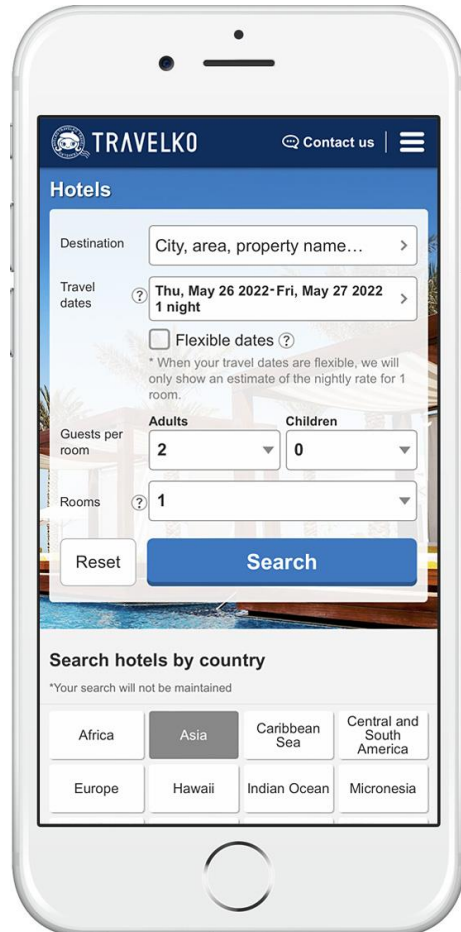 TRAVELKO
Contact us
Hotels
Destination
City, area, property name...
Travel
dates
?
Thu, May 26 2022-Fri, May 27 2022
1 night
Flexible dates ?
* When your travel dates are flexible, we will
only show an estimate of the nightly rate for 1
room.
Guests per
room
Adults
2
Children
0
Rooms
?
1
Reset
Search
Search hotels by country
*Your search will not be maintained
Africa
Asia
Caribbean
Sea
Central and
South
America
Europe
Hawaii
Indian Ocean
Micronesia